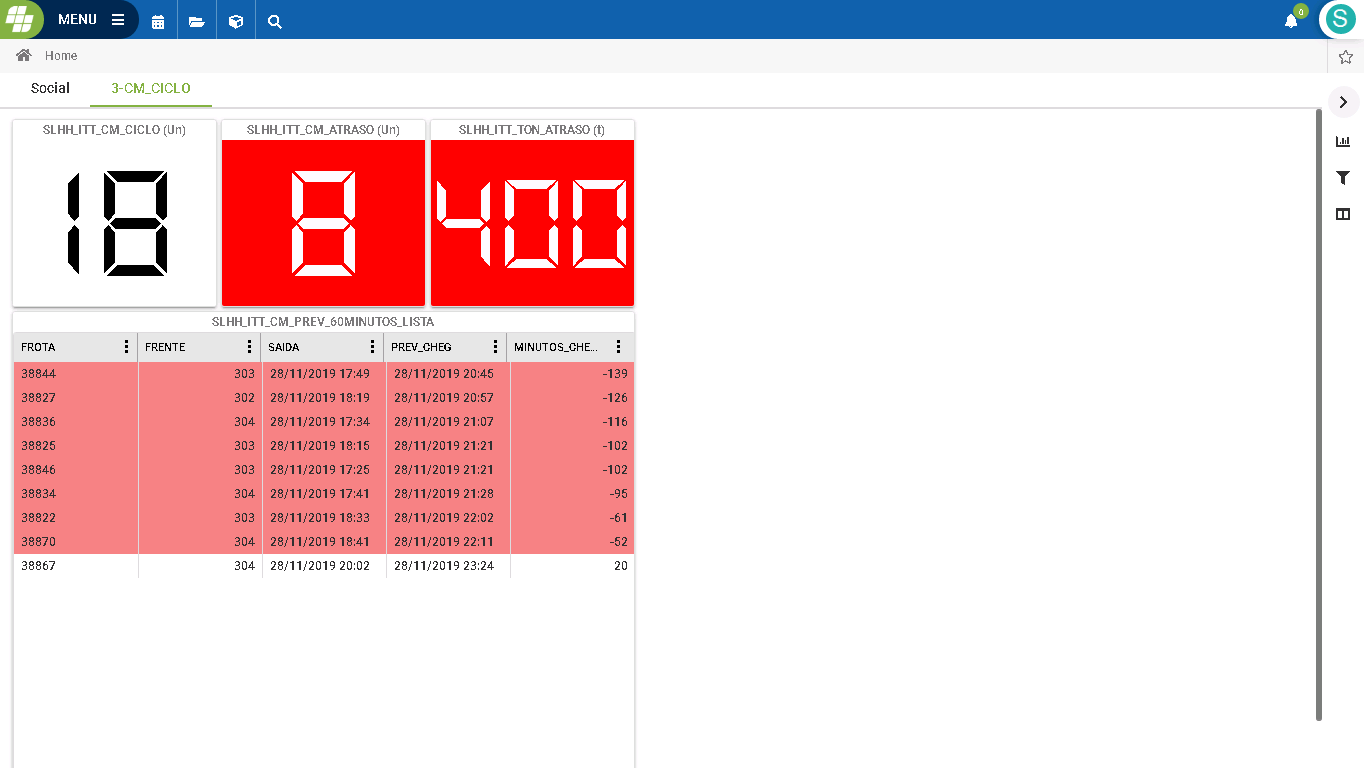 MENU
0
S
Home
Social 3-CM_CICLO
SLHH_ITT_CM_CICLO (Un) SLHH_ITT_CM_ATRASO (Un) SLHH_ITT_TON_ATRASO (t)
18 8 400
SLHH_ITT_CM_PREV_60MINUTOS_LISTA
FROTA FRENTE SAIDA PREV_CHEG MINUTOS_CHE...
38844 303 28/11/2019 17:49 28/11/2019 20:45 -139
38827 302 28/11/2019 18:19 28/11/2019 20:57 -126
38836 304 28/11/2019 17:34 28/11/2019 21:07 -116
38825 303 28/11/2019 18:15 28/11/2019 21:21 -102
38846 303 28/11/2019 17:25 28/11/2019 21:21 -102
38834 304 28/11/2019 17:41 28/11/2019 21:28 -95
38822 303 28/11/2019 18:33 28/11/2019 22:02 -61
38870 304 28/11/2019 18:41 28/11/2019 22:11 -52
38867 304 28/11/2019 20:02 28/11/2019 23:24 20